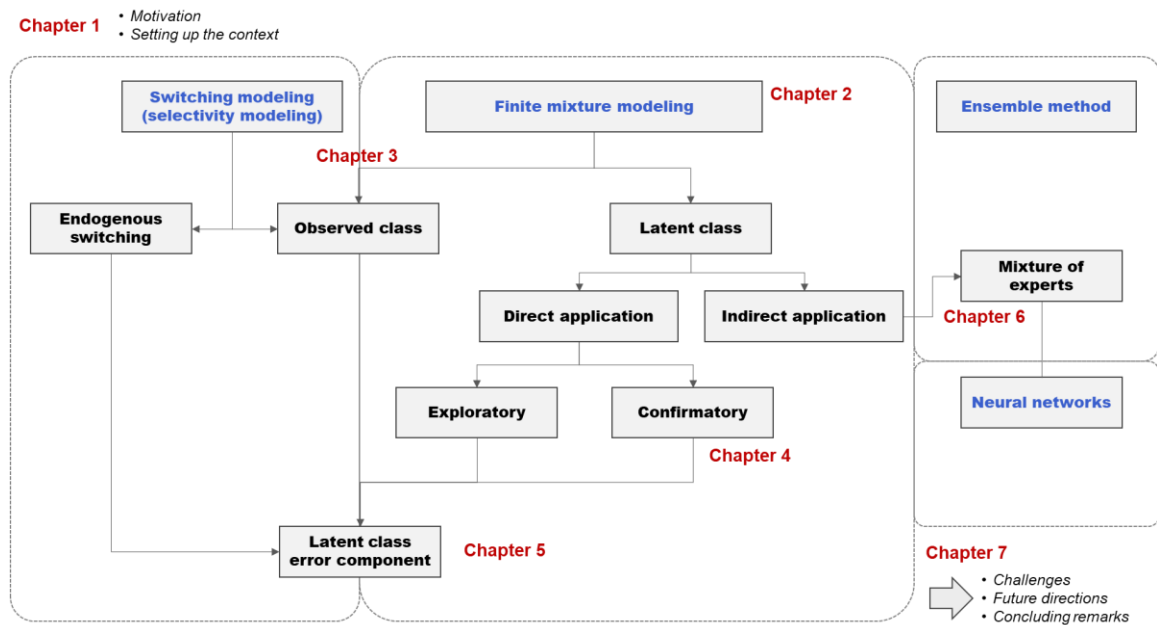 Chapter 1
• Motivation
• Setting up the context
Switching modeling
(selectivity modeling)
Finite mixture modeling
Chapter 2
Ensemble method
Chapter 3
Endogenous
switching
Observed class
Latent class
Mixture of
experts
Direct application
Indirect application
Chapter 6
Exploratory
Confirmatory
Neural networks
Chapter 4
Latent class
error component
Chapter 5
Chapter 7
• Challenges
• Future directions
• Concluding remarks